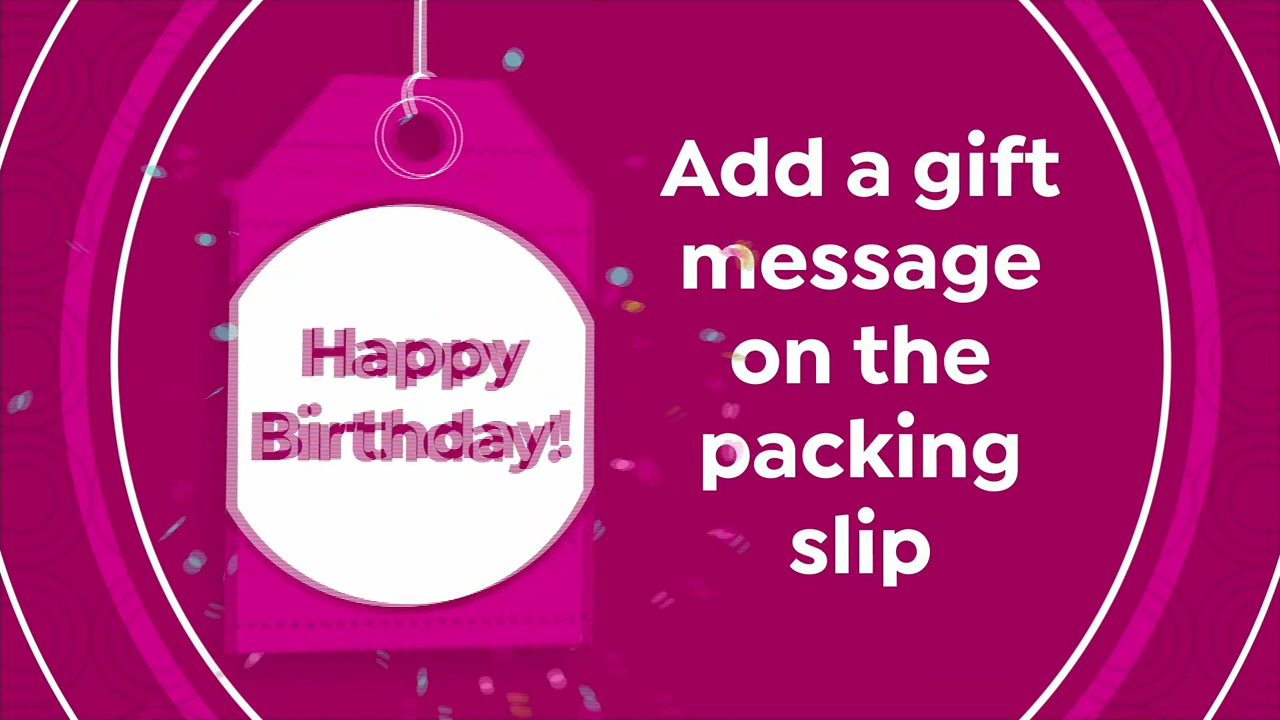 Happy
Birthday!
Add a gift
message
on the
packing
slip